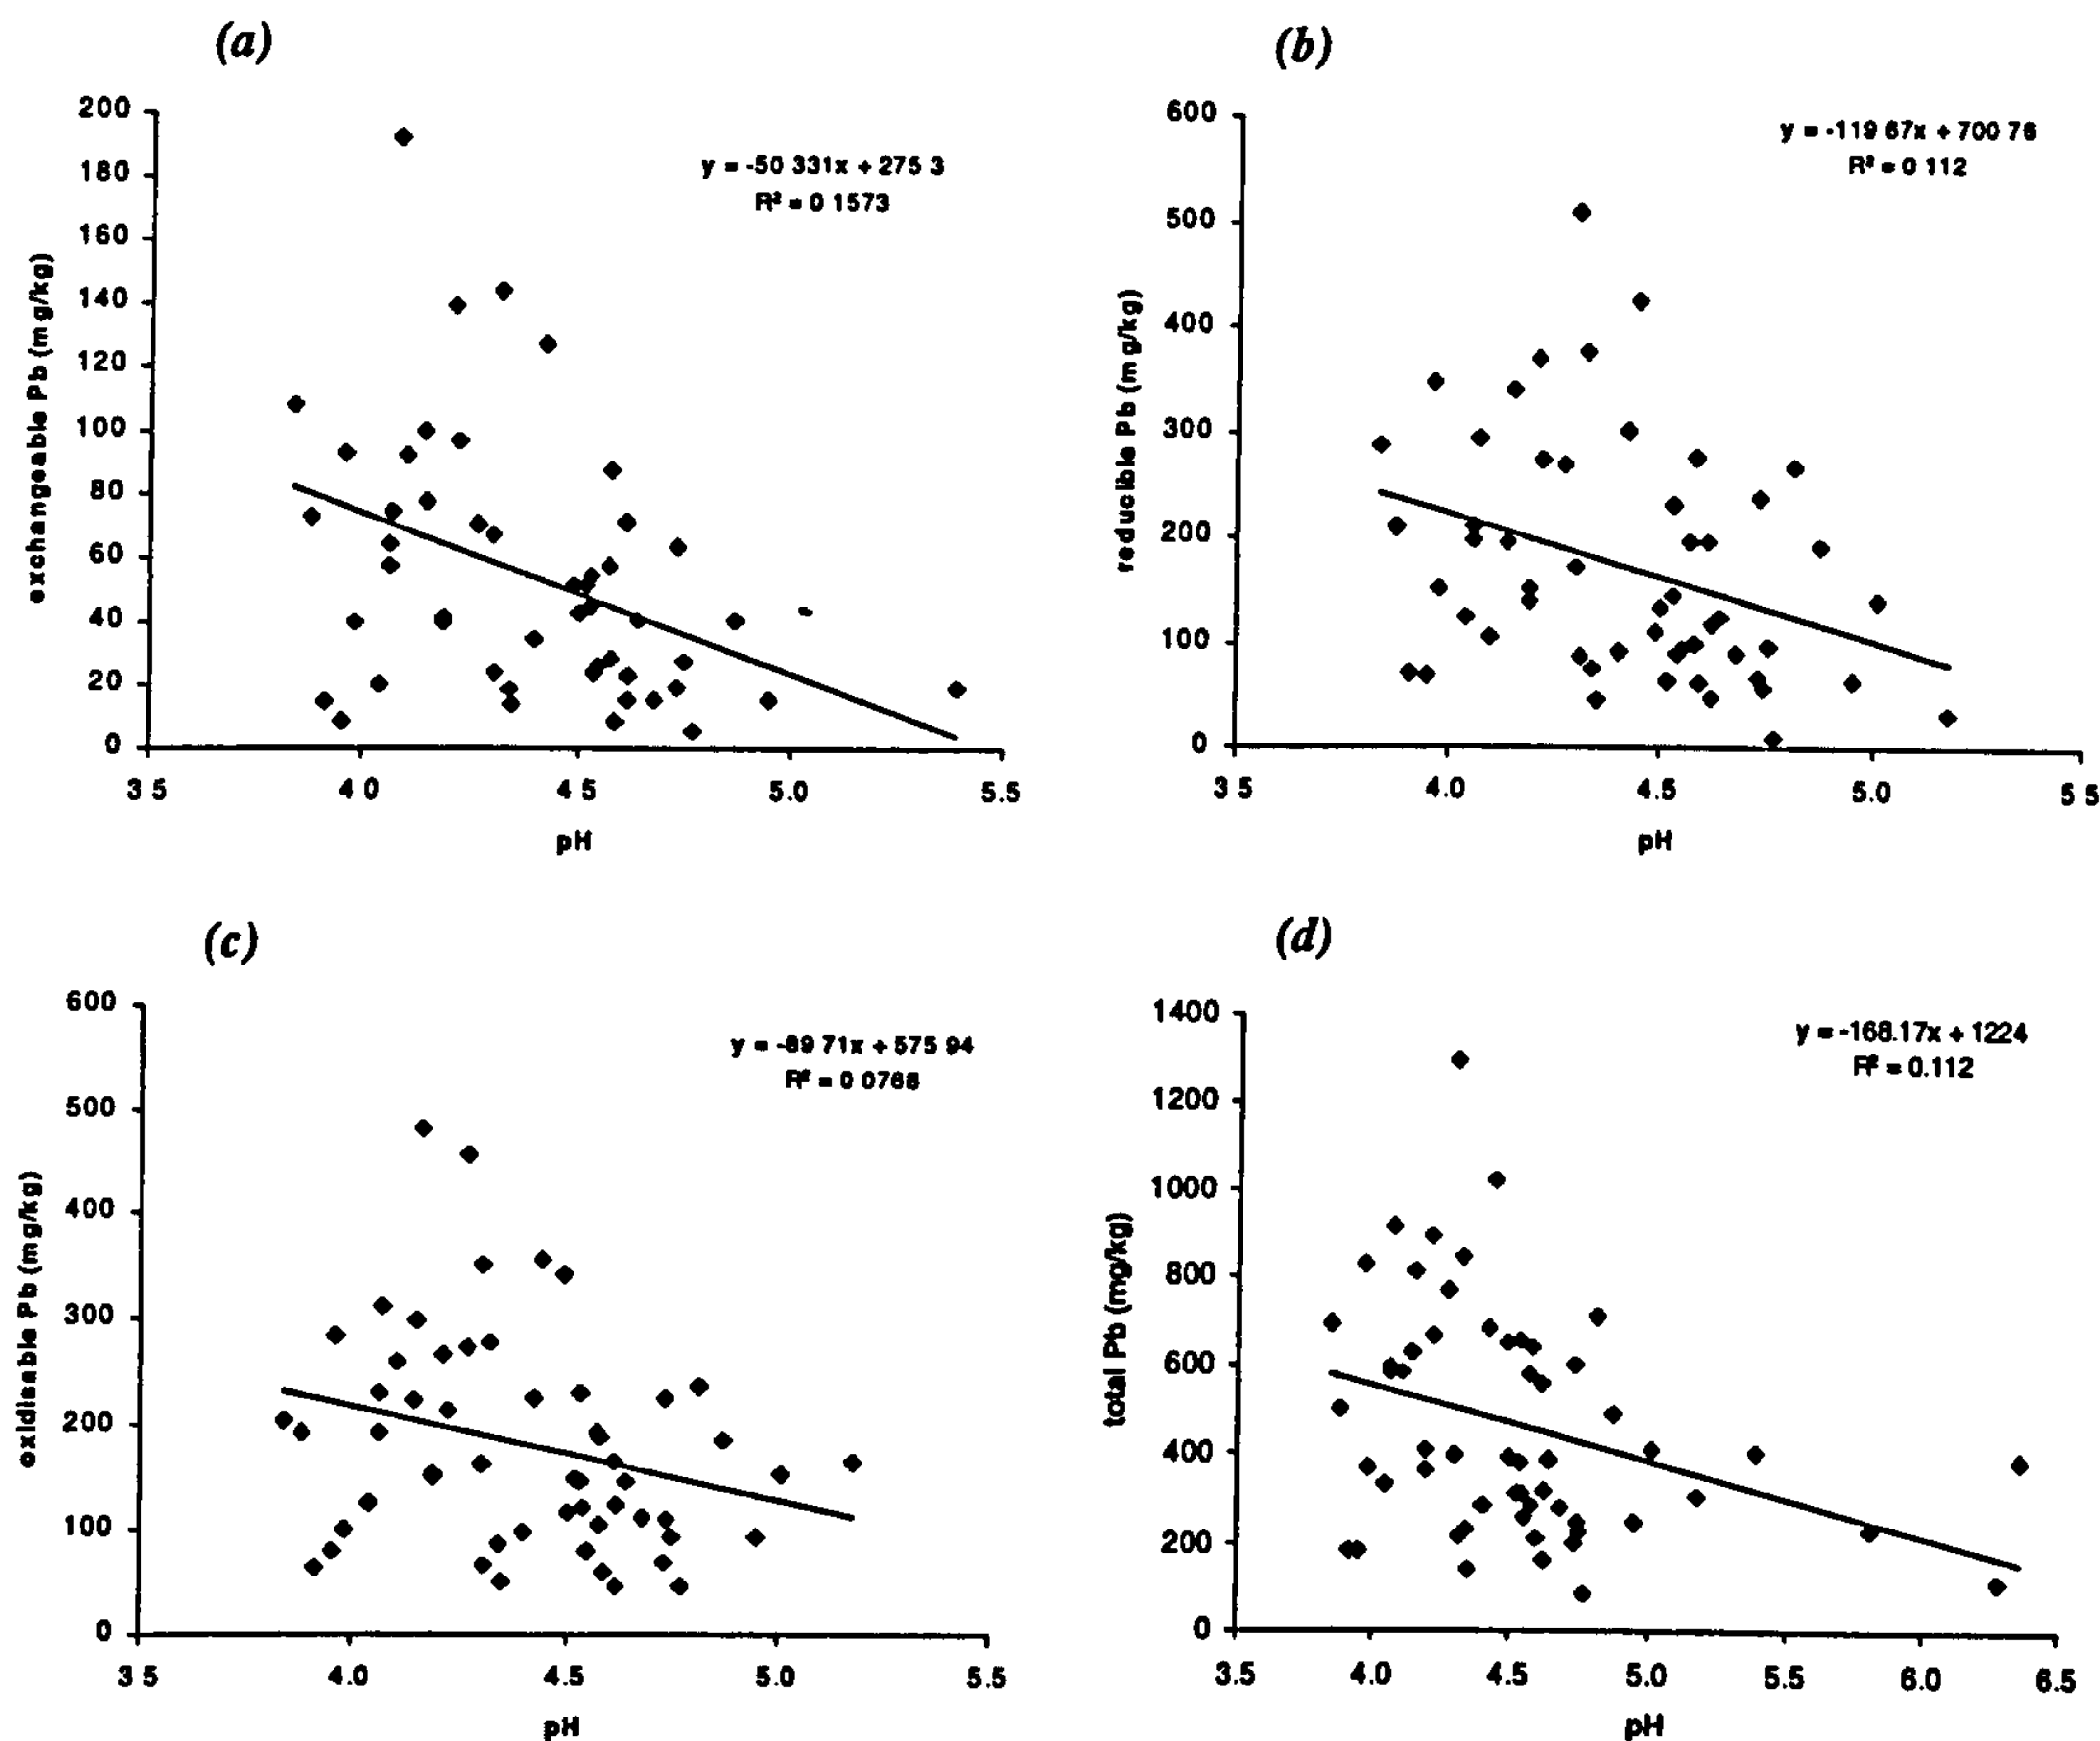 (a)
200
180
160
140
120
100
80
60
40
20
0
exchangeable Pb (mg/kg)
y = -50 331x + 275 3
R² = 0 1573
3 5 4 0 4 5 5.0 5.5
pH
(b)
600
500
400
300
200
100
0
reducible Pb (mg/kg)
y = -119 67x + 700 76
R² = 0 112
3 5 4.0 4.5 5.0 5 5
pH
(c)
600
500
400
300
200
100
0
oxidisable Pb (mg/kg)
y = -89 71x + 575 94
R² = 0 0768
3 5 4.0 4.5 5.0 5.5
pH
(d)
1400
1200
1000
800
600
400
200
0
total Pb (mg/kg)
y = -168.17x + 1224
R² = 0.112
3.5 4.0 4.5 5.0 5.5 6.0 6.5
pH